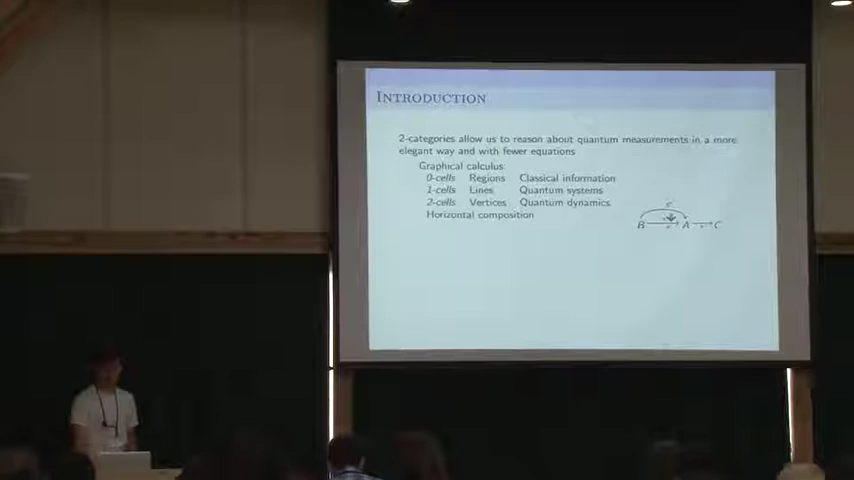 INTRODUCTION
2-categories allow us to reason about quantum measurements in a more
elegant way and with fewer equations
Graphical calculus:
0-cells Regions Classical information
1-cells Lines Quantum systems
2-cells Vertices Quantum dynamics
Horizontal composition
B A C